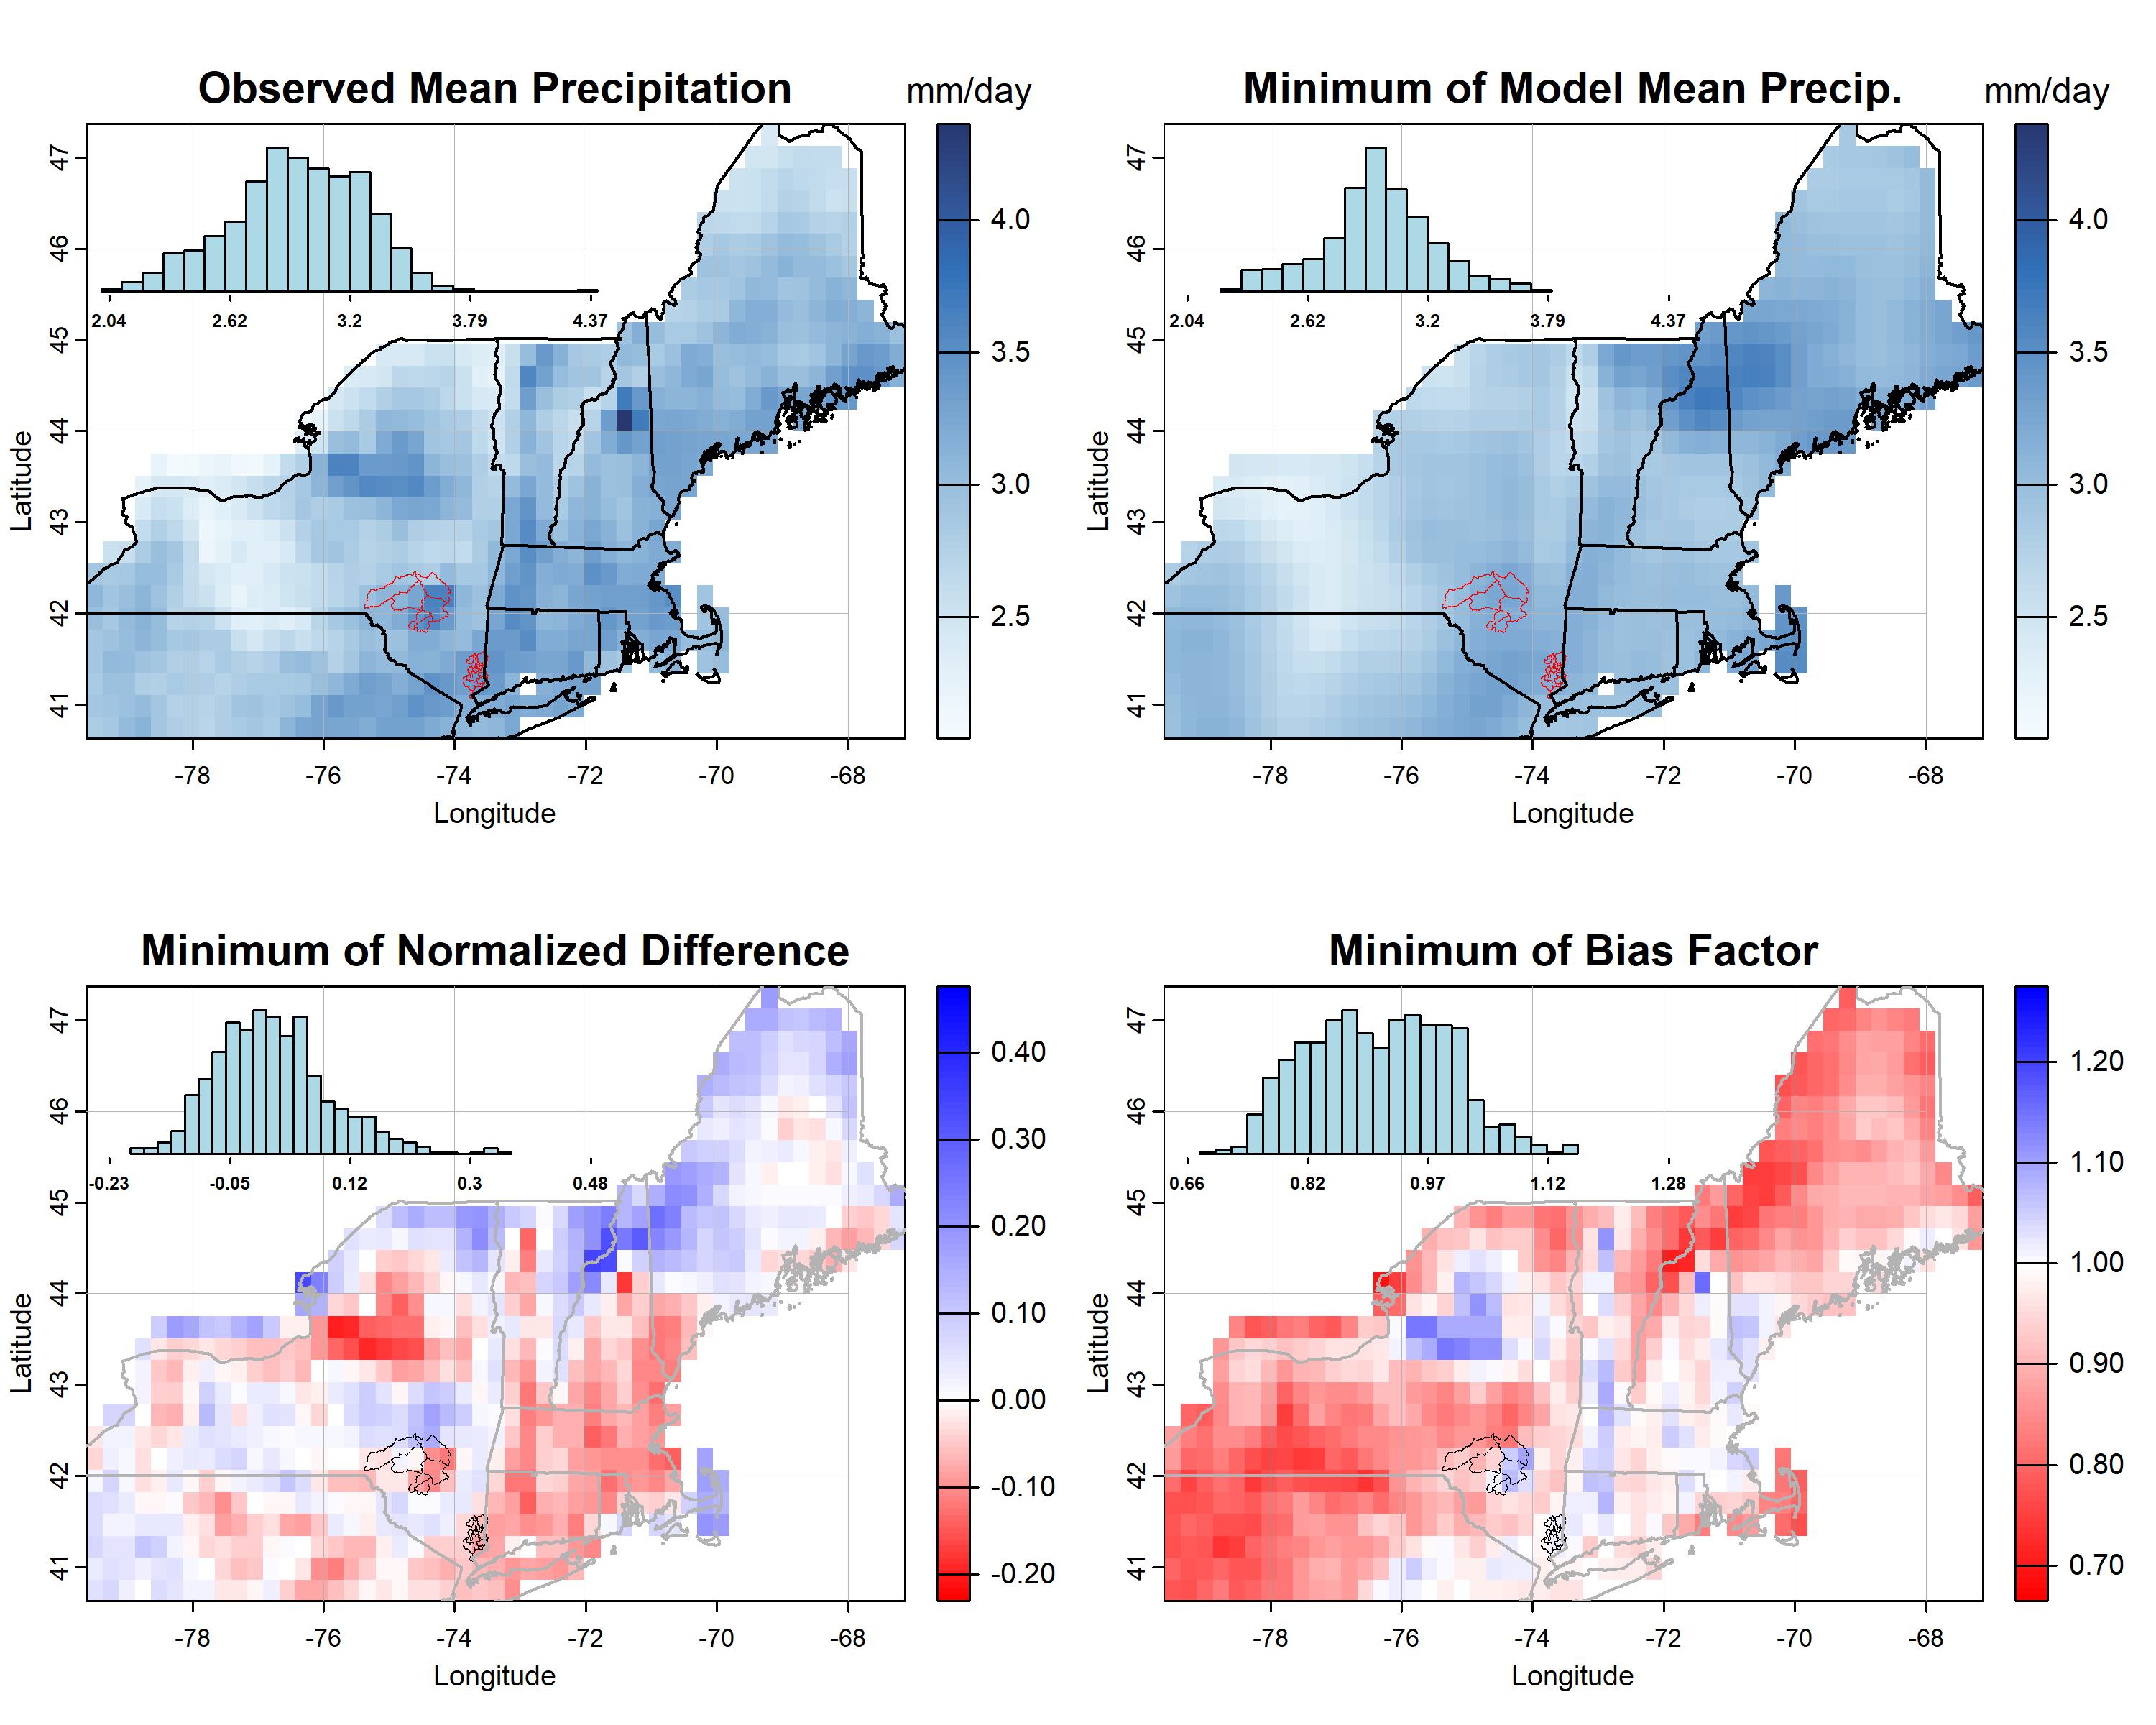 Observed Mean Precipitation
mm/day
Latitude
47
46
45
44
43
42
41
2.04 2.62 3.2 3.79 4.37
4.0
3.5
3.0
2.5
-78 -76 -74 -72 -70 -68
Longitude
Minimum of Model Mean Precip.
mm/day
Latitude
47
46
45
44
43
42
41
2.04 2.62 3.2 3.79 4.37
4.0
3.5
3.0
2.5
-78 -76 -74 -72 -70 -68
Longitude
Minimum of Normalized Difference
Latitude
47
46
45
44
43
42
41
-0.23 -0.05 0.12 0.3 0.48
0.40
0.30
0.20
0.10
0.00
-0.10
-0.20
-78 -76 -74 -72 -70 -68
Longitude
Minimum of Bias Factor
Latitude
47
46
45
44
43
42
41
0.66 0.82 0.97 1.12 1.28
1.20
1.10
1.00
0.90
0.80
0.70
-78 -76 -74 -72 -70 -68
Longitude